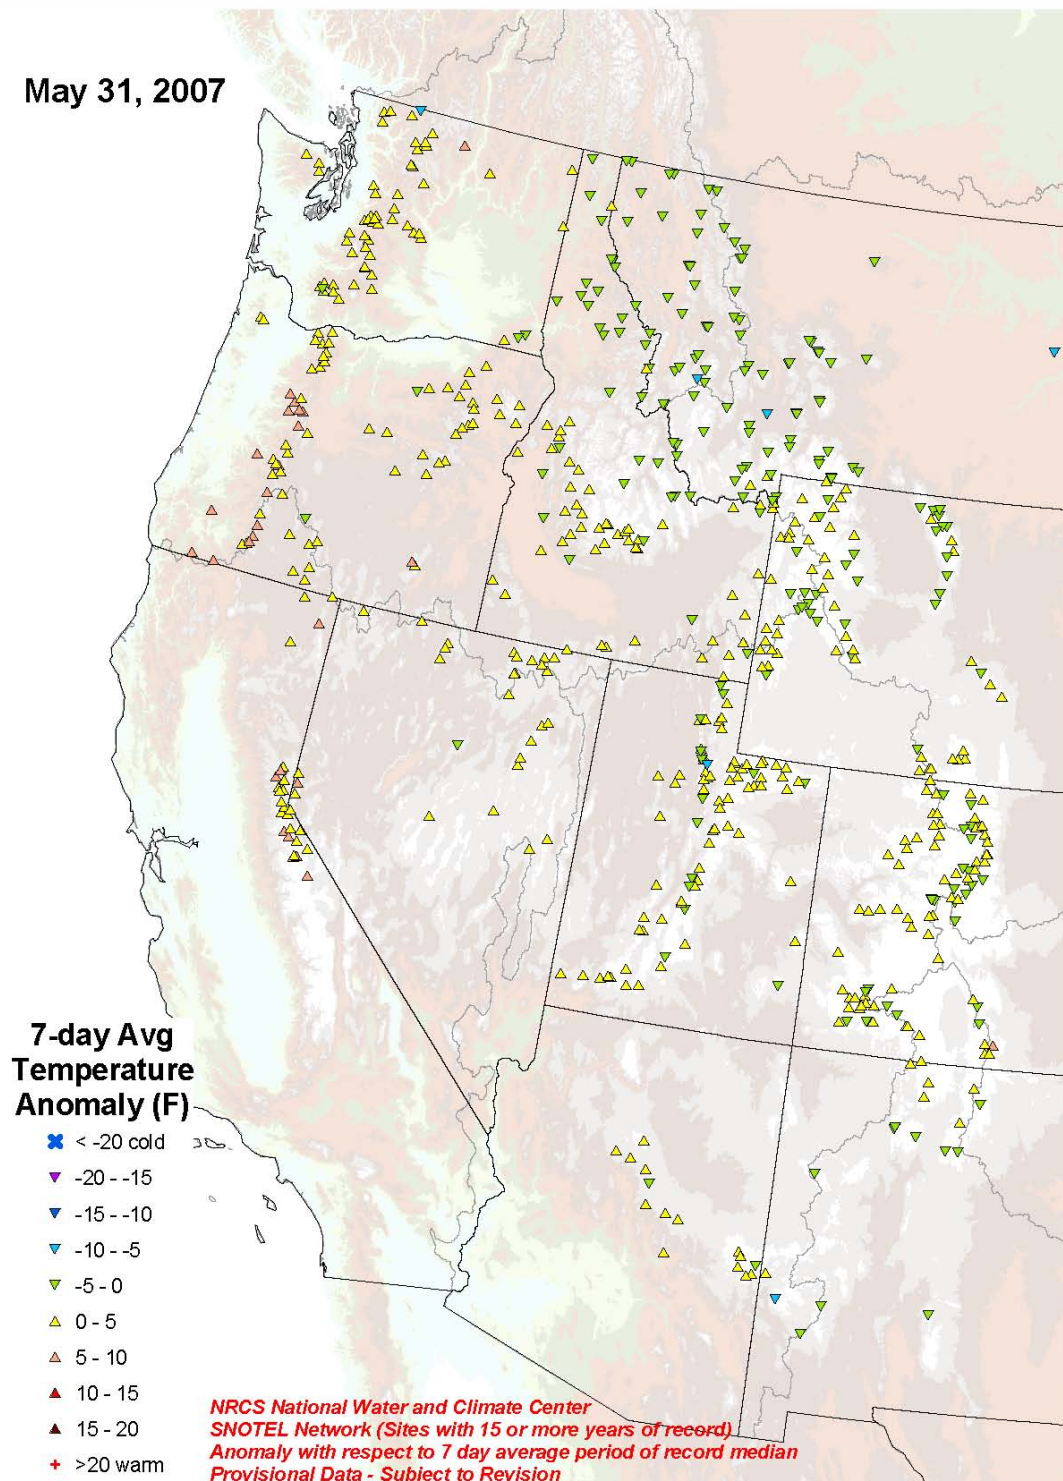 May 31, 2007
7-day Avg
Temperature
Anomaly (F)
< -20 cold
-20 - -15
-15 - -10
-10 - -5
-5 - 0
0 - 5
5 - 10
10 - 15
15 - 20
>20 warm
NRCS National Water and Climate Center
SNOTEL Network (Sites with 15 or more years of record)
Anomaly with respect to 7 day average period of record median
Provisional Data - Subject to Revision